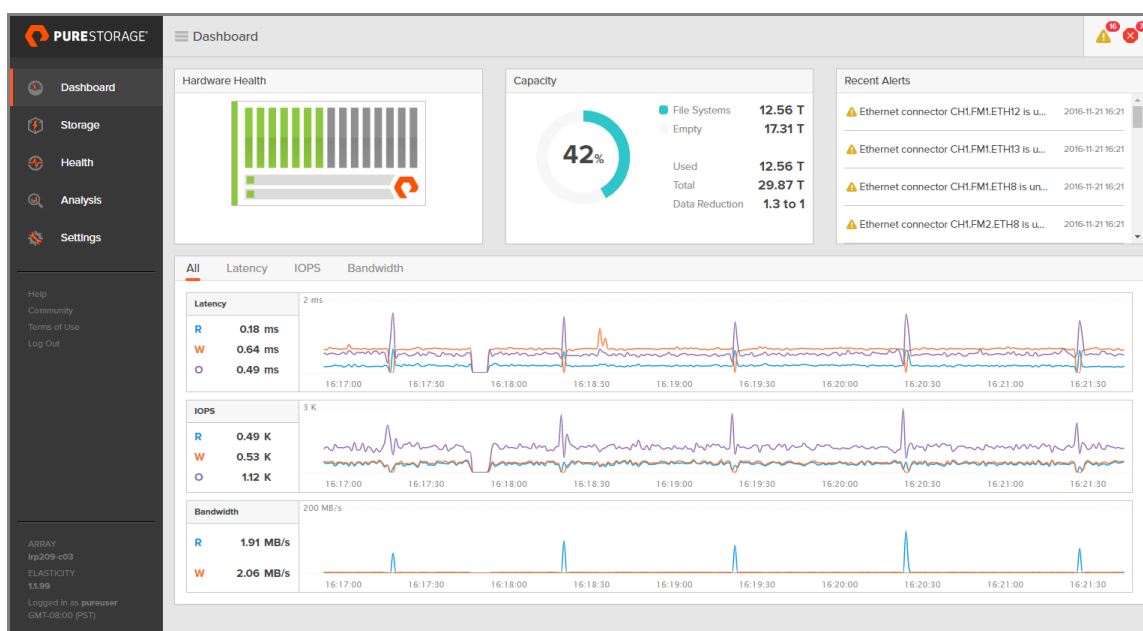 PURESTORAGE®
Dashboard
Storage
Health
Analysis
Settings
Help
Community
Terms of Use
Log Out
ARRAY
irp209-c03
ELASTICITY
1.1.99
Logged in as pureuser
GMT-08:00 (PST)
Dashboard
16
Hardware Health
Capacity
42%
File Systems 12.56 T
Empty 17.31 T
Used 12.56 T
Total 29.87 T
Data Reduction 1.3 to 1
Recent Alerts
Ethernet connector CH1.FM1.ETH12 is u... 2016-11-21 16:21
Ethernet connector CH1.FM1.ETH13 is u... 2016-11-21 16:21
Ethernet connector CH1.FM1.ETH8 is un... 2016-11-21 16:21
Ethernet connector CH1.FM2.ETH8 is u... 2016-11-21 16:21
All Latency IOPS Bandwidth
Latency
R 0.18 ms
W 0.64 ms
O 0.49 ms
2 ms
16:17:00 16:17:30 16:18:00 16:18:30 16:19:00 16:19:30 16:20:00 16:20:30 16:21:00 16:21:30
IOPS
R 0.49 K
W 0.53 K
O 1.12 K
3 K
16:17:00 16:17:30 16:18:00 16:18:30 16:19:00 16:19:30 16:20:00 16:20:30 16:21:00 16:21:30
Bandwidth
R 1.91 MB/s
W 2.06 MB/s
200 MB/s
16:17:00 16:17:30 16:18:00 16:18:30 16:19:00 16:19:30 16:20:00 16:20:30 16:21:00 16:21:30